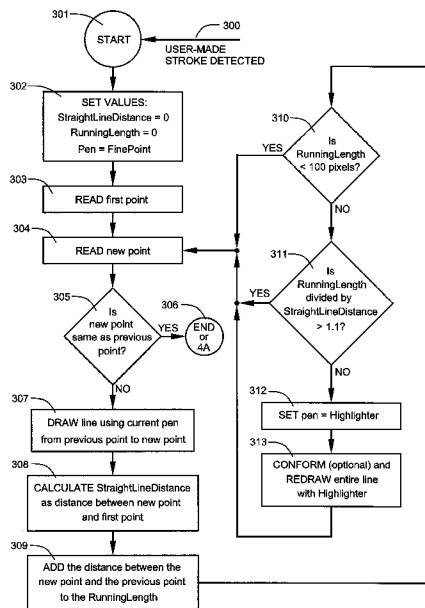 300
301
START
USER-MADE
STROKE DETECTED
302
SET VALUES:
StraightLineDistance = 0
RunningLength = 0
Pen = FinePoint
303
READ first point
304
READ new point
305
Is
new point
same as previous
point?
YES
306
END
or
4A
NO
307
DRAW line using current pen
from previous point to new point
308
CALCULATE StraightLineDistance
as distance between new point
and first point
309
ADD the distance between the
new point and the previous point
to the RunningLength
310
Is
RunningLength
< 100 pixels?
YES
NO
311
Is
RunningLength
divided by
StraightLineDistance
> 1.1?
YES
NO
312
SET pen = Highlighter
313
CONFORM (optional) and
REDRAW entire line
with Highlighter